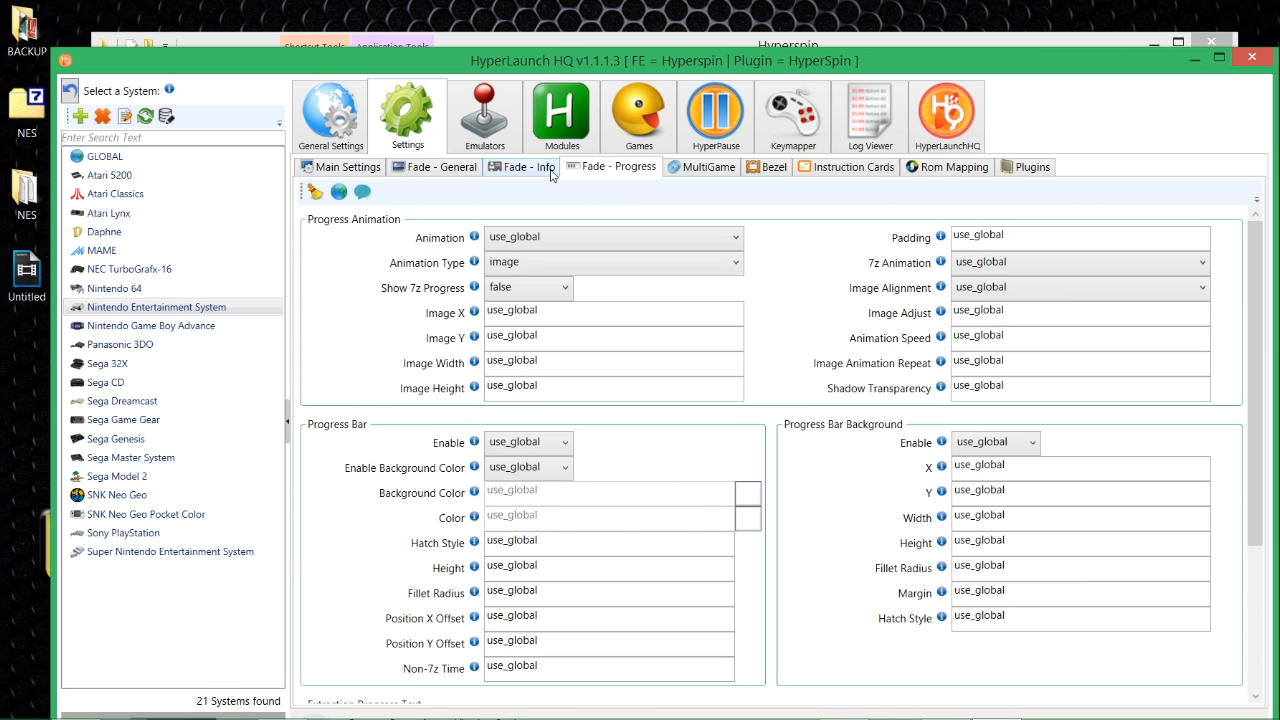 BACKUP
NES
NES
Untitled
Shortcut Tools Application Tools Hyperspin
HyperLaunch HQ v1.1.1.3 [ FE = Hyperspin | Plugin = HyperSpin ]
Select a System:
Enter Search Text
GLOBAL
Atari 5200
Atari Classics
Atari Lynx
Daphne
MAME
NEC TurboGrafx-16
Nintendo 64
Nintendo Entertainment System
Nintendo Game Boy Advance
Panasonic 3DO
Sega 32X
Sega CD
Sega Dreamcast
Sega Game Gear
Sega Genesis
Sega Master System
Sega Model 2
SNK Neo Geo
SNK Neo Geo Pocket Color
Sony PlayStation
Super Nintendo Entertainment System
21 Systems found
General Settings Settings Emulators Modules Games HyperPause Keymapper Log Viewer HyperLaunchHQ
Main Settings Fade - General Fade - Info Fade - Progress MultiGame Bezel Instruction Cards Rom Mapping Plugins
Progress Animation
Animation use_global
Animation Type image
Show 7z Progress false
Image X use_global
Image Y use_global
Image Width use_global
Image Height use_global
Padding use_global
7z Animation use_global
Image Alignment use_global
Image Adjust use_global
Animation Speed use_global
Image Animation Repeat use_global
Shadow Transparency use_global
Progress Bar
Enable use_global
Enable Background Color use_global
Background Color use_global
Color use_global
Hatch Style use_global
Height use_global
Fillet Radius use_global
Position X Offset use_global
Position Y Offset use_global
Non-7z Time use_global
Progress Bar Background
Enable use_global
X use_global
Y use_global
Width use_global
Height use_global
Fillet Radius use_global
Margin use_global
Hatch Style use_global
Extraction Progress Text